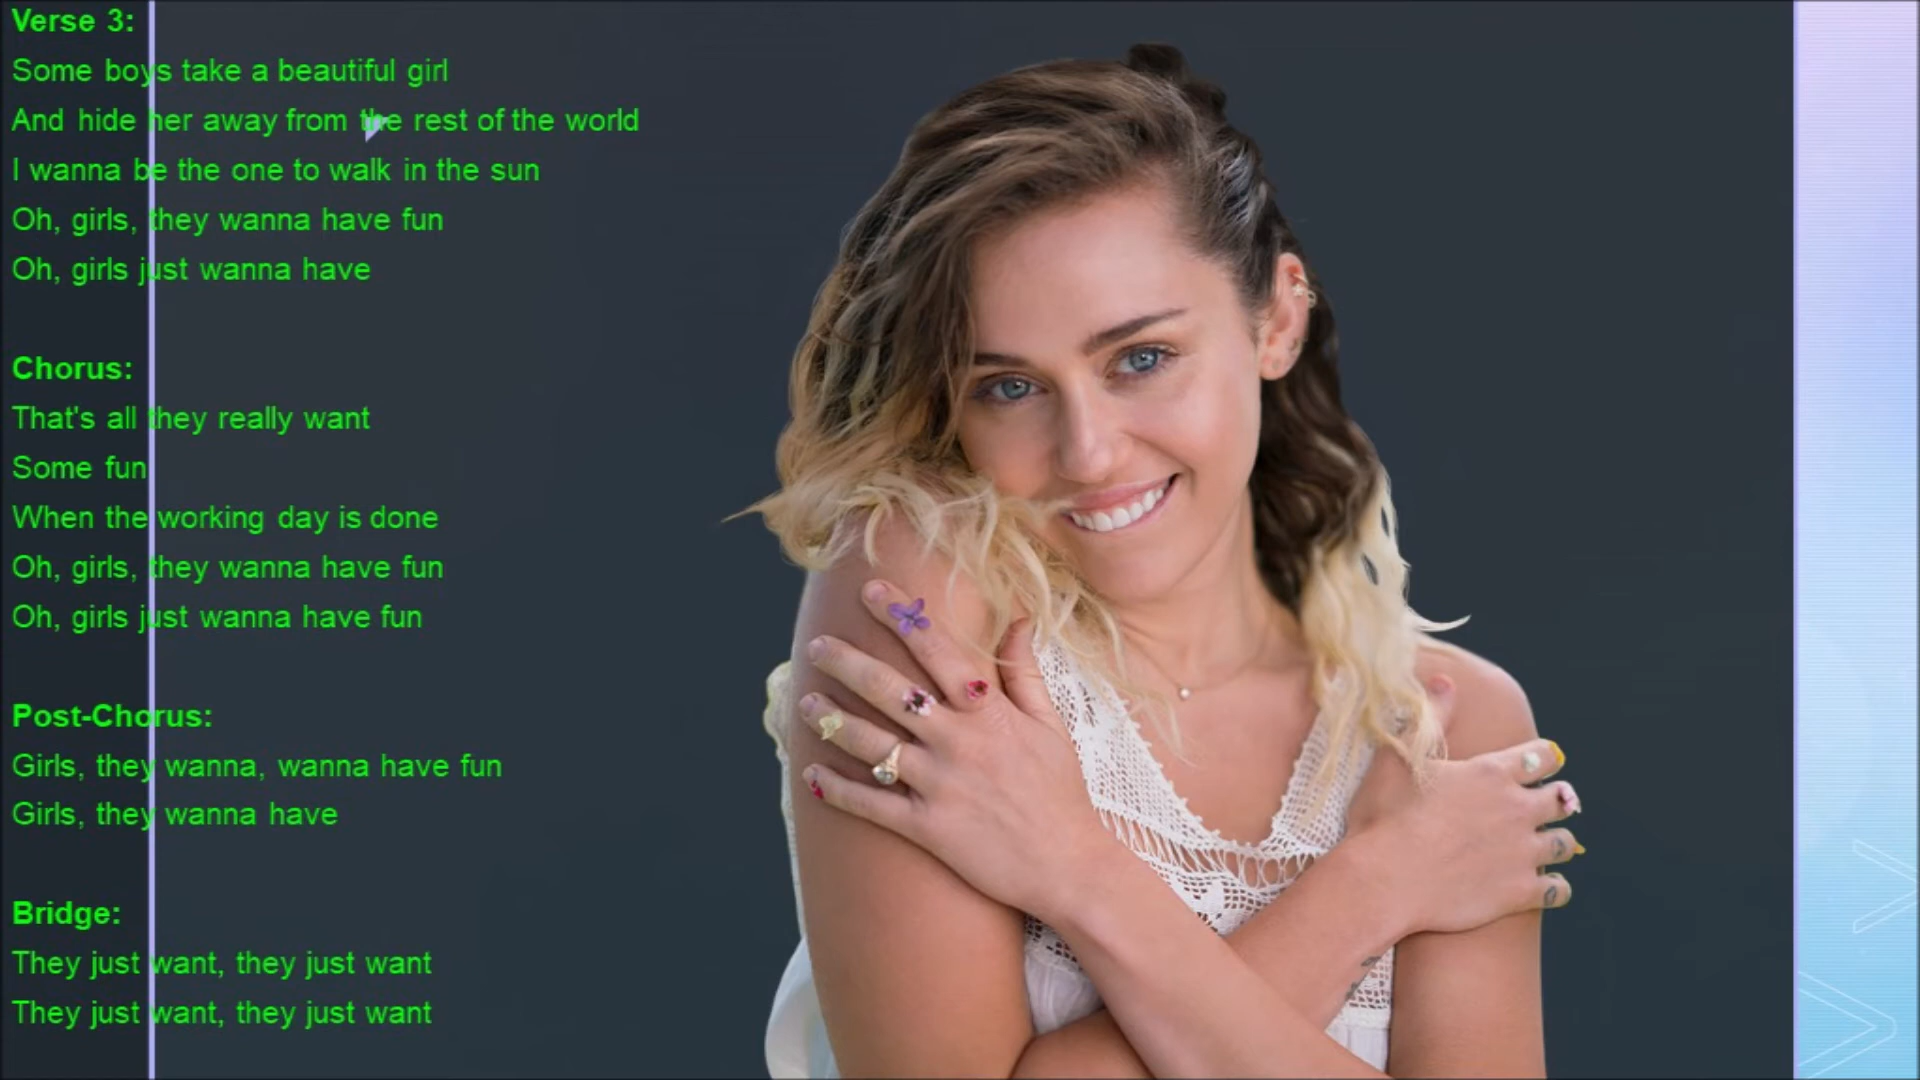 Verse 3:
Some boys take a beautiful girl
And hide her away from the rest of the world
I wanna be the one to walk in the sun
Oh, girls, they wanna have fun
Oh, girls just wanna have
Chorus:
That's all they really want
Some fun
When the working day is done
Oh, girls, they wanna have fun
Oh, girls just wanna have fun
Post-Chorus:
Girls, they wanna, wanna have fun
Girls, they wanna have
Bridge:
They just want, they just want
They just want, they just want